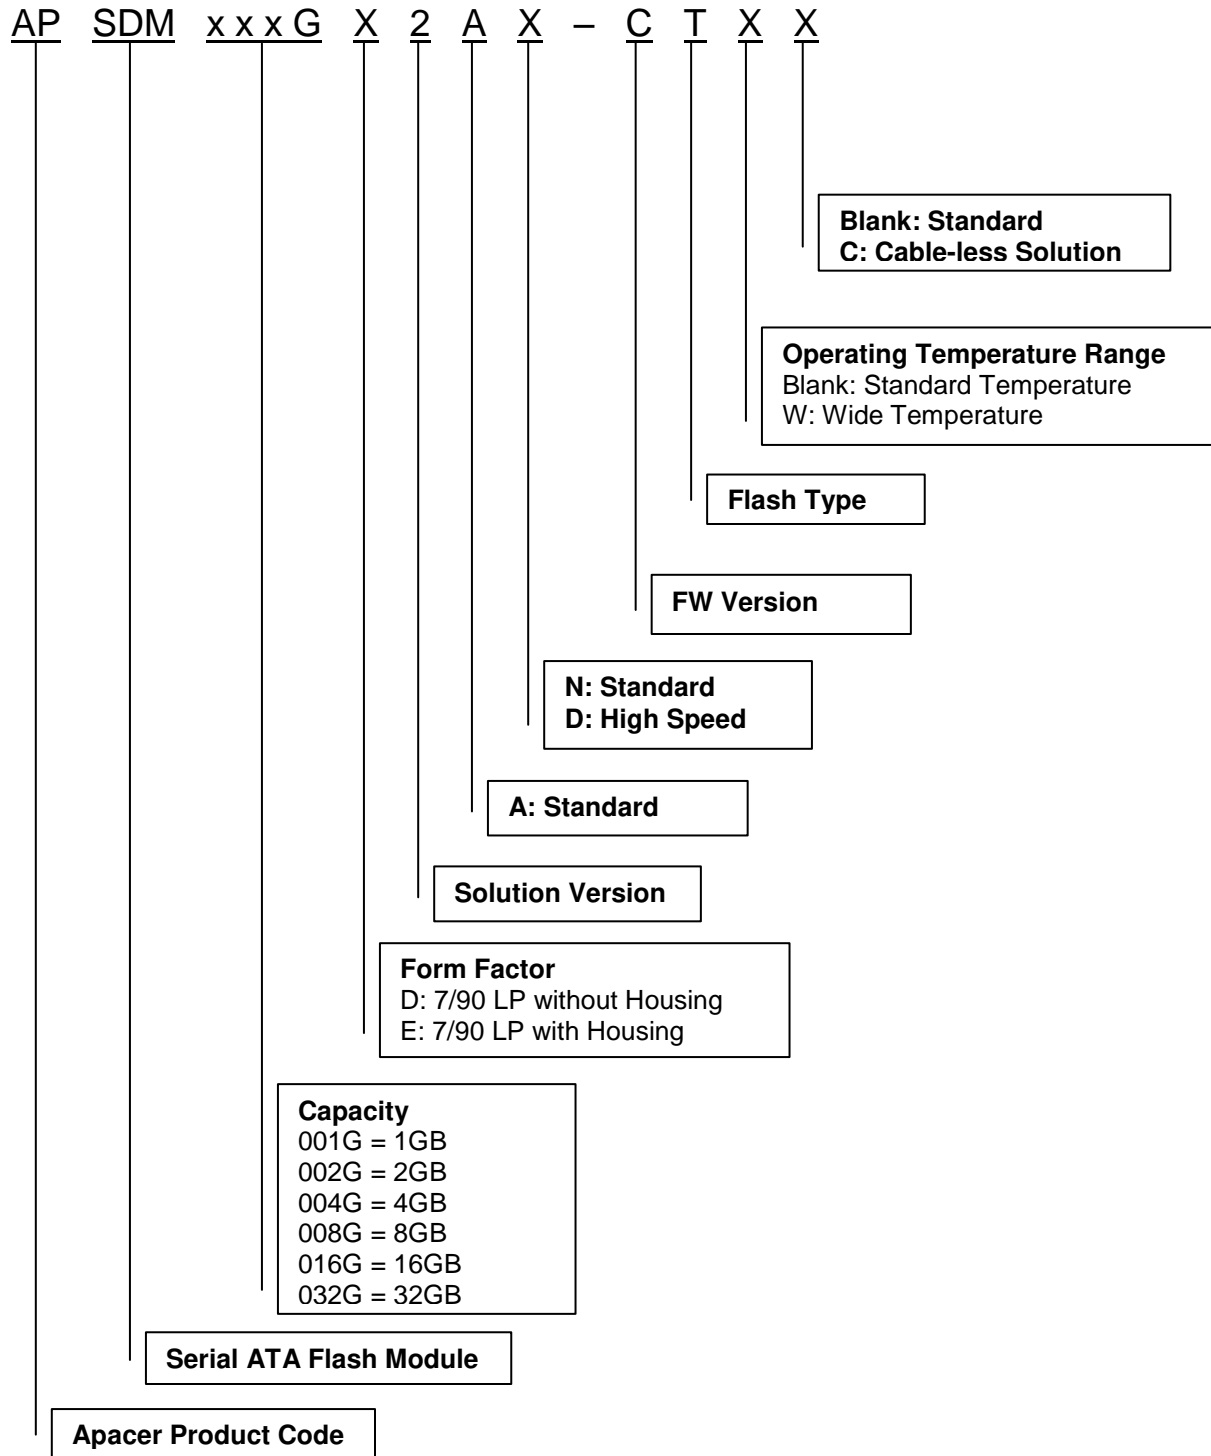 AP SDM x x x G X 2 A X – C T X X
Blank: Standard
C: Cable-less Solution
Operating Temperature Range
Blank: Standard Temperature
W: Wide Temperature
Flash Type
FW Version
N: Standard
D: High Speed
A: Standard
Solution Version
Form Factor
D: 7/90 LP without Housing
E: 7/90 LP with Housing
Capacity
001G = 1GB
002G = 2GB
004G = 4GB
008G = 8GB
016G = 16GB
032G = 32GB
Serial ATA Flash Module
Apacer Product Code